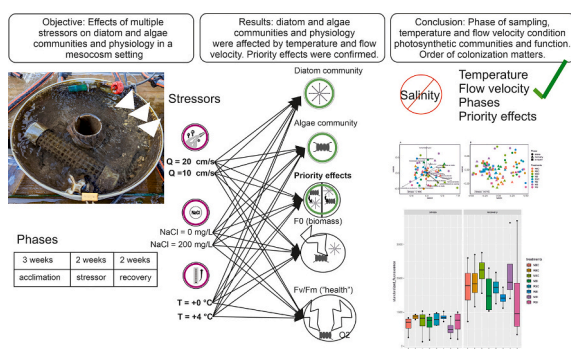 Objective: Effects of multiple
stressors on diatom and algae
communities and physiology in a
mesocosm setting
Results: diatom and algae
communities and physiology
were affected by temperature and flow
velocity. Priority effects were confirmed.
Conclusion: Phase of sampling,
temperature and flow velocity condition
photosynthetic communities and function.
Order of colonization matters.
Stressors
Q = 20 cm/s
Q =10 cm/s
NaCl
NaCl = 0 mg/L
NaCl = 200 mg/L
T = +0 °C
T = +4 °C
Phases
3 weeks 2 weeks 2 weeks
acclimation stressor recovery
Diatom community
Algae community
Priority effects
F0 (biomass)
Fv/Fm ("health")
O2
Salinity
Temperature
Flow velocity
Phases
Priority effects